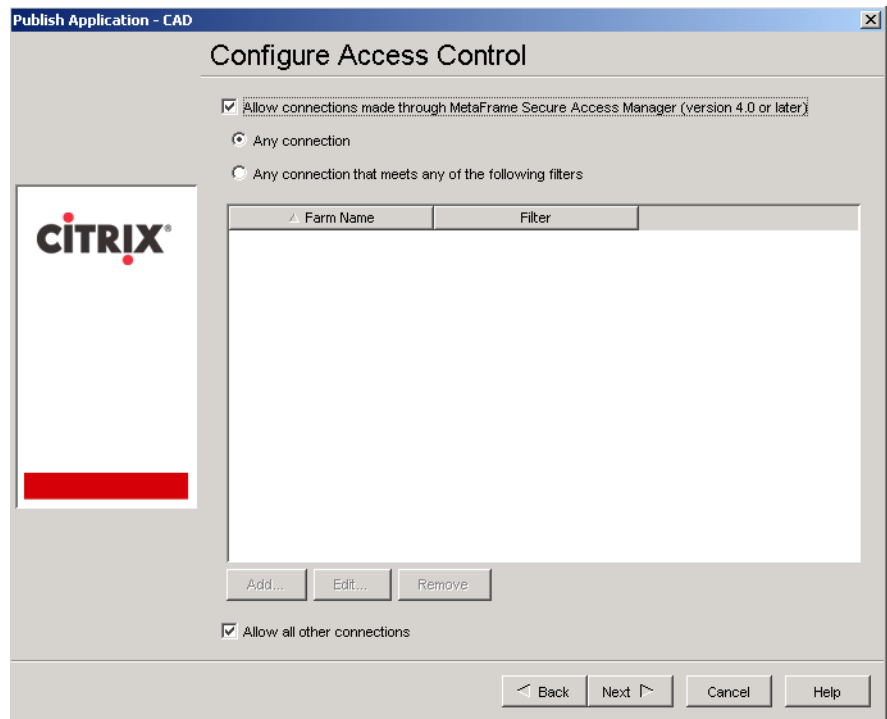 Publish Application - CAD
Configure Access Control
Allow connections made through MetaFrame Secure Access Manager (version 4.0 or later)
Any connection
Any connection that meets any of the following filters
CITRIX®
Farm Name Filter
Add... Edit... Remove
Allow all other connections
Back Next Cancel Help